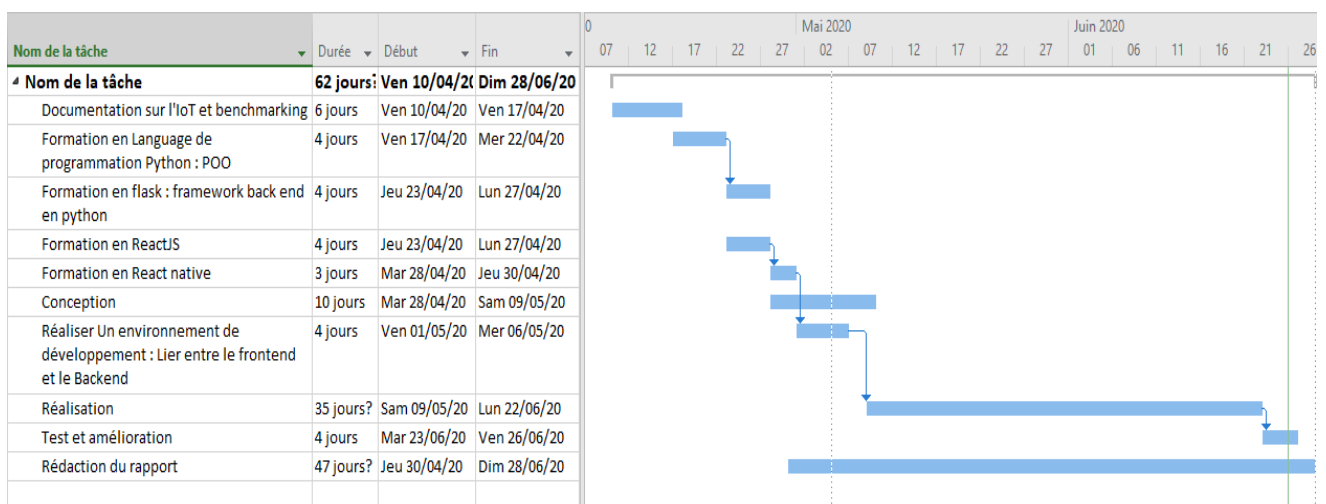 0 Mai 2020 Juin 2020
Nom de la tâche Durée Début Fin 07 12 17 22 27 02 07 12 17 22 27 01 06 11 16 21 26
Nom de la tâche 62 jours? Ven 10/04/20 Dim 28/06/20
Documentation sur l'IoT et benchmarking 6 jours Ven 10/04/20 Ven 17/04/20
Formation en Language de 4 jours Ven 17/04/20 Mer 22/04/20
programmation Python : POO
Formation en flask : framework back end 4 jours Jeu 23/04/20 Lun 27/04/20
en python
Formation en ReactJS 4 jours Jeu 23/04/20 Lun 27/04/20
Formation en React native 3 jours Mar 28/04/20 Jeu 30/04/20
Conception 10 jours Mar 28/04/20 Sam 09/05/20
Réaliser Un environnement de 4 jours Ven 01/05/20 Mer 06/05/20
développement : Lier entre le frontend
et le Backend
Réalisation 35 jours? Sam 09/05/20 Lun 22/06/20
Test et amélioration 4 jours Mar 23/06/20 Ven 26/06/20
Rédaction du rapport 47 jours? Jeu 30/04/20 Dim 28/06/20